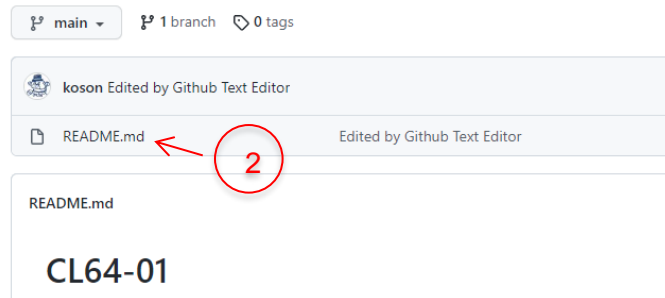 main 1 branch 0 tags
koson Edited by Github Text Editor
README.md Edited by Github Text Editor
2
README.md
CL64-01